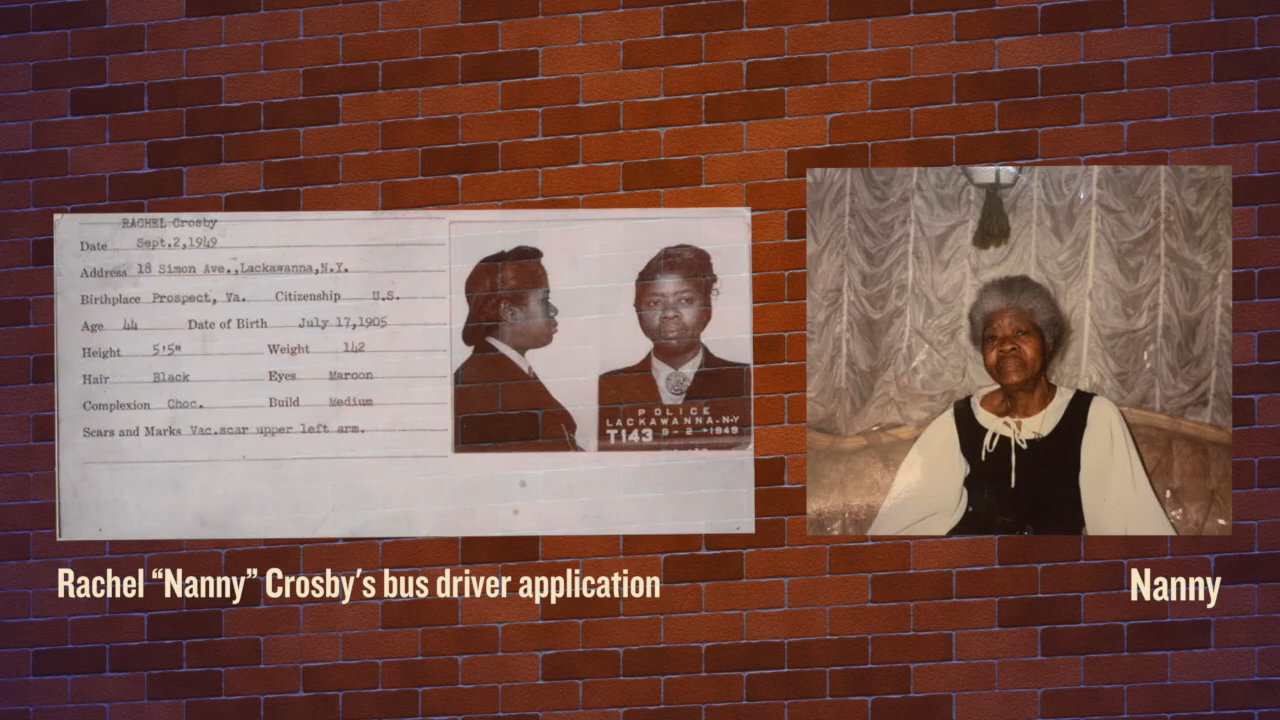 RACHEL Crosby
Date Sept.2,1949
Address 18 Simon Ave.,Lackawanna,N.Y.
Birthplace Prospect, Va. Citizenship U.S.
Age 44 Date of Birth July 17,1905
Height 5'5" Weight 142
Hair Black Eyes Maroon
Complexion Choc. Build Medium
Scars and Marks Vac.scar upper left arm.
POLICE
LACKAWANNA-N-Y
T143 9-2-1949
Rachel “Nanny” Crosby’s bus driver application
Nanny